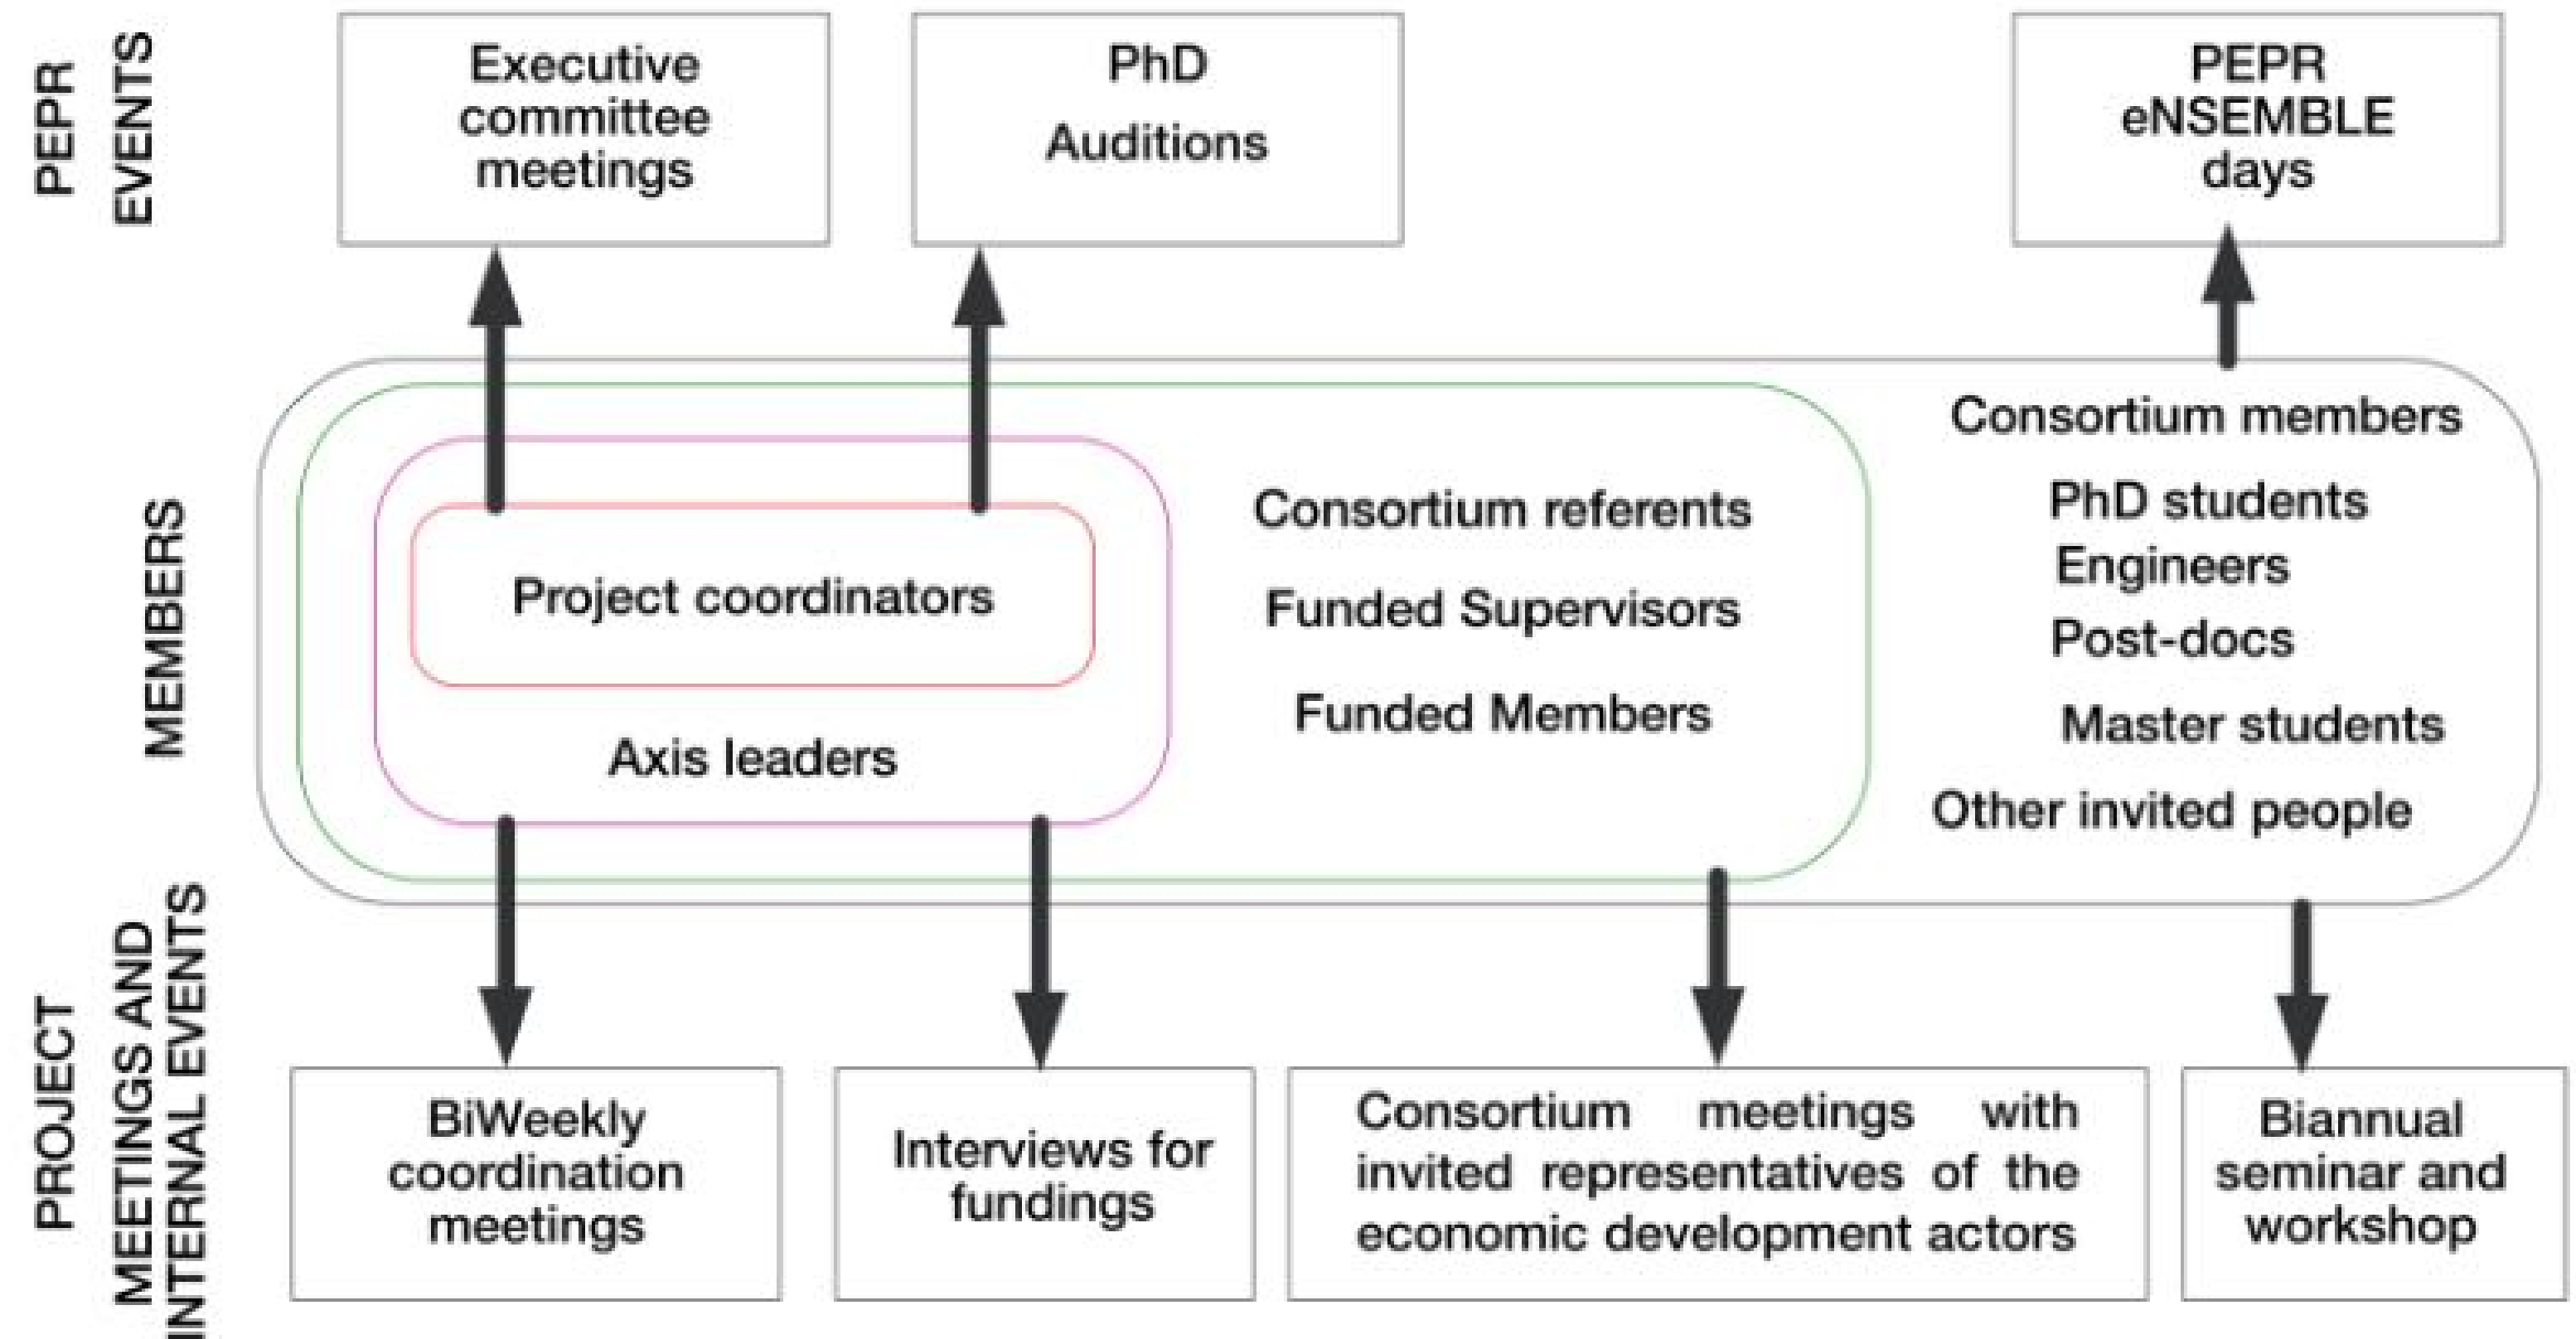 PEPR
EVENTS
Executive
committee
meetings
PhD
Auditions
PEPR
eNSEMBLE
days
MEMBERS
Project coordinators
Axis leaders
Consortium referents
Funded Supervisors
Funded Members
Consortium members
PhD students
Engineers
Post-docs
Master students
Other invited people
PROJECT
MEETINGS AND
INTERNAL EVENTS
BiWeekly
coordination
meetings
Interviews for
fundings
Consortium meetings with
invited representatives of the
economic development actors
Biannual
seminar and
workshop